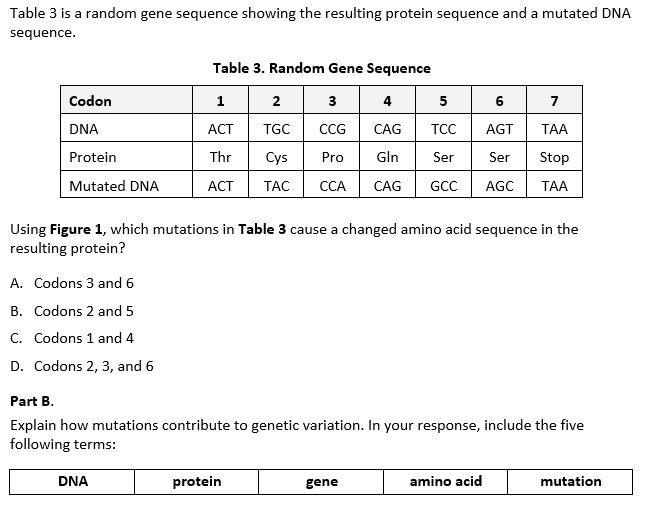 Table 3 is a random gene sequence showing the resulting protein sequence and a mutated DNA
sequence.
Table 3. Random Gene Sequence
Codon 1 2 3 4 5 6 7
DNA ACT TGC CCG CAG TCC AGT TAA
Protein Thr Cys Pro Gln Ser Ser Stop
Mutated DNA ACT TAC CCA CAG GCC AGC TAA
Using Figure 1, which mutations in Table 3 cause a changed amino acid sequence in the
resulting protein?
A. Codons 3 and 6
B. Codons 2 and 5
C. Codons 1 and 4
D. Codons 2, 3, and 6
Part B.
Explain how mutations contribute to genetic variation. In your response, include the five
following terms:
DNA protein gene amino acid mutation